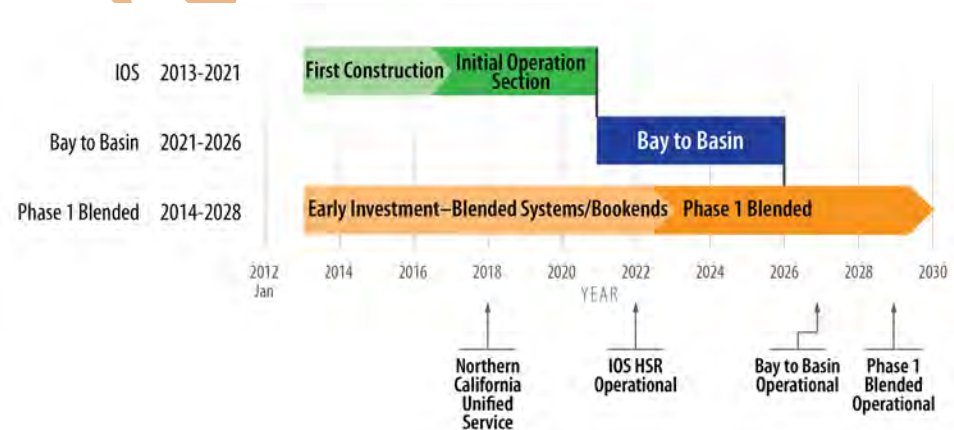 IOS 2013-2021
First Construction
Initial Operation
Section
Bay to Basin 2021-2026
Bay to Basin
Phase 1 Blended 2014-2028
Early Investment–Blended Systems/Bookends
Phase 1 Blended
2012 2014 2016 2018 2020 2022 2024 2026 2028 2030
Jan
YEAR
Northern
California
Unified
Service
IOS HSR
Operational
Bay to Basin
Operational
Phase 1
Blended
Operational